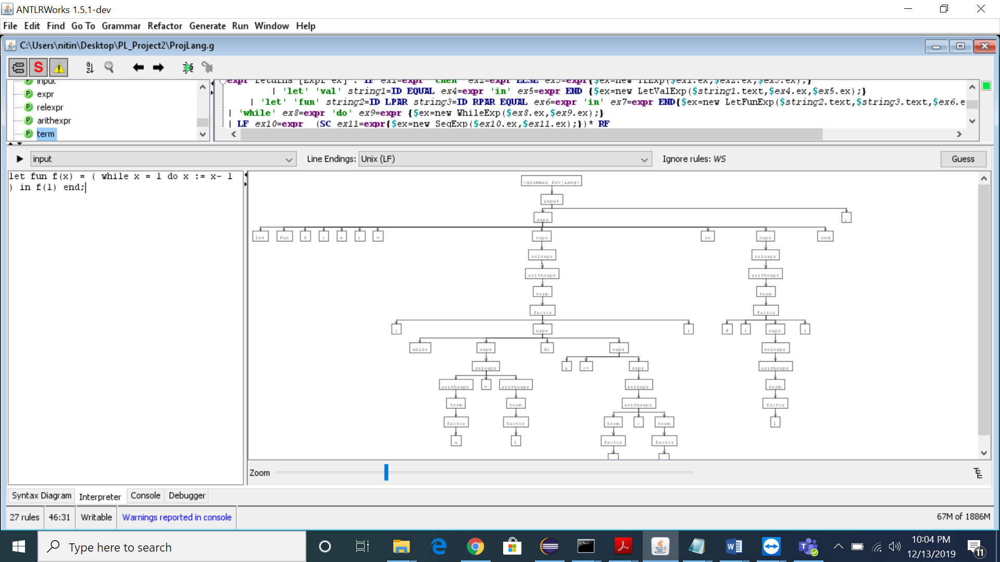 ANTLRWorks 1.5.1-dev
File Edit Find Go To Grammar Refactor Generate Run Window Help
C:\Users\nitin\Desktop\PL_Project2\ProjLang.g
input
expr
relexpr
arithexpr
term
expr returns [Expr ex] : IF ex1=expr 'then' ex2=expr ELSE ex3=expr{$ex=new IfExp($ex1.ex,$ex2.ex,$ex3.ex);}
| 'let' 'val' string1=ID EQUAL ex4=expr 'in' ex5=expr END {$ex=new LetValExp($string1.text,$ex4.ex,$ex5.ex);}
| 'let' 'fun' string2=ID LPAR string3=ID RPAR EQUAL ex6=expr 'in' ex7=expr END{$ex=new LetFunExp($string2.text,$string3.text,$ex6.e
| 'while' ex8=expr 'do' ex9=expr {$ex=new WhileExp($ex8.ex,$ex9.ex);}
| LF ex10=expr (SC ex11=expr{$ex=new SeqExp($ex10.ex,$ex11.ex);})* RF
input Line Endings: Unix (LF) Ignore rules: WS Guess
let fun f(x) = ( while x = 1 do x := x- 1
) in f(1) end;
<grammar ProjLang>
input
expr ;
let fun f ( x ) = expr in expr end
relexpr relexpr
arithexpr arithexpr
term term
factor factor
( expr ) f ( expr )
while expr do expr relexpr
relexpr x := expr arithexpr
arithexpr = arithexpr relexpr term
term term arithexpr factor
factor factor term - term 1
x 1 factor factor
Zoom
Syntax Diagram Interpreter Console Debugger
27 rules 46:31 Writable Warnings reported in console 67M of 1886M
Type here to search
10:04 PM
12/13/2019
11